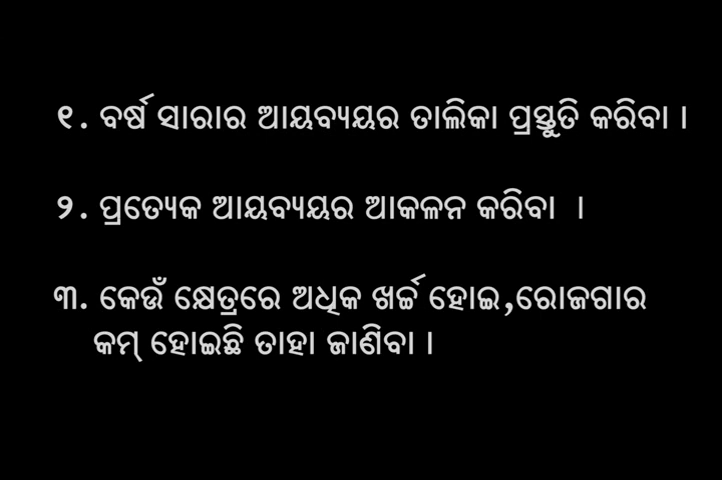 ୧. ବର୍ଷ ସାରାର ଆୟବ୍ୟୟର ତାଲିକା ପ୍ରସ୍ତୁତି କରିବା ।
୨. ପ୍ରତ୍ୟେକ ଆୟବ୍ୟୟର ଆକଳନ କରିବା ।
୩. କେଉଁ କ୍ଷେତ୍ରରେ ଅଧିକ ଖର୍ଚ୍ଚ ହୋଇ,ରୋଜଗାର
କମ୍ ହୋଇଛି ତାହା ଜାଣିବା ।